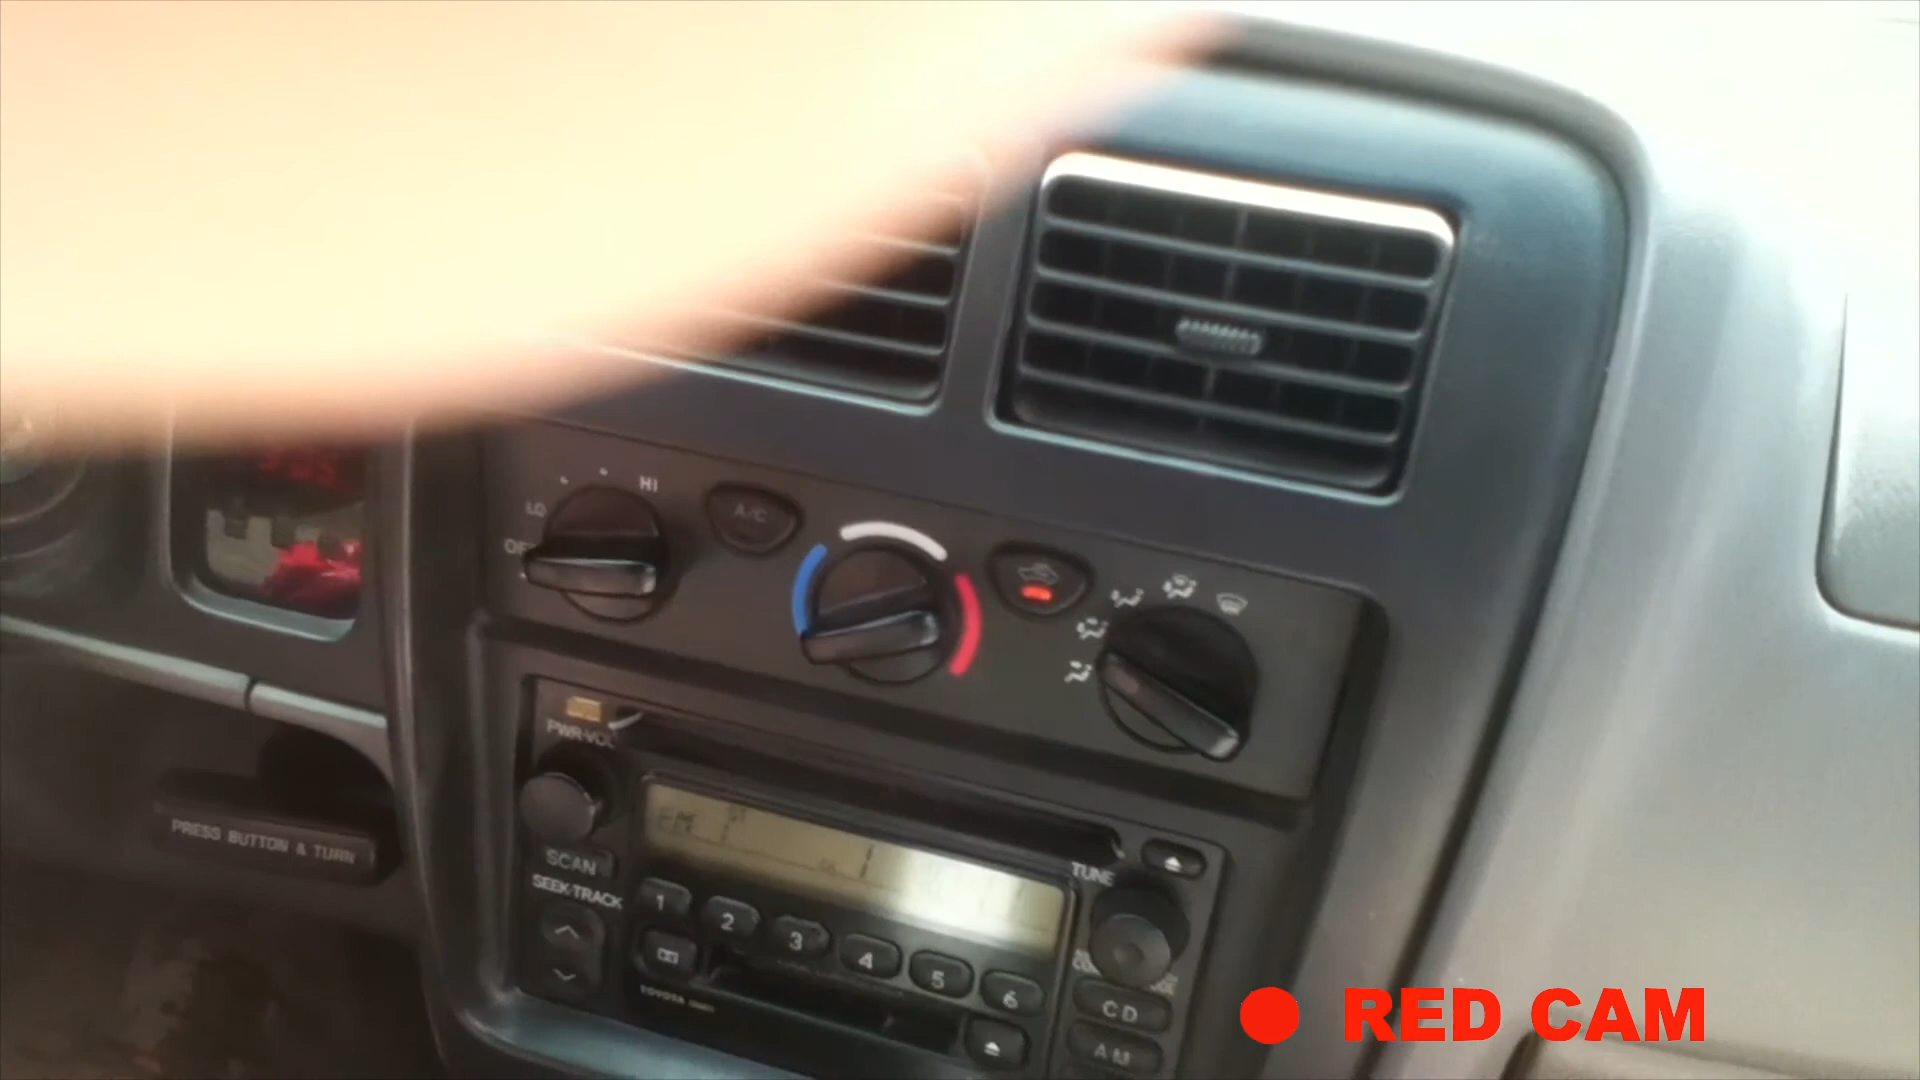 HI
LO
A/C
OFF
PWR·VOL
PRESS BUTTON & TURN
SCAN
TUNE
SEEK·TRACK
1
2
3
4
5
6
TOYOTA
CD
AM
RED CAM